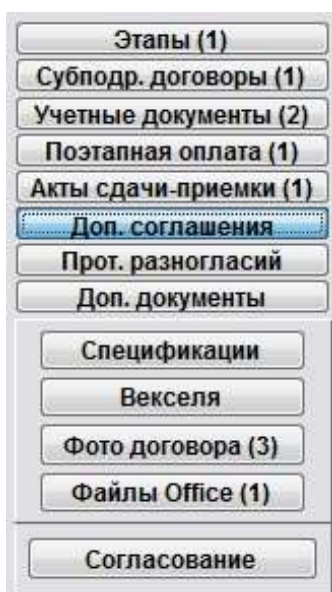 Этапы (1)
Субподр. договоры (1)
Учетные документы (2)
Поэтапная оплата (1)
Акты сдачи-приемки (1)
Доп. соглашения
Прот. разногласий
Доп. документы
Спецификации
Векселя
Фото договора (3)
Файлы Office (1)
Согласование